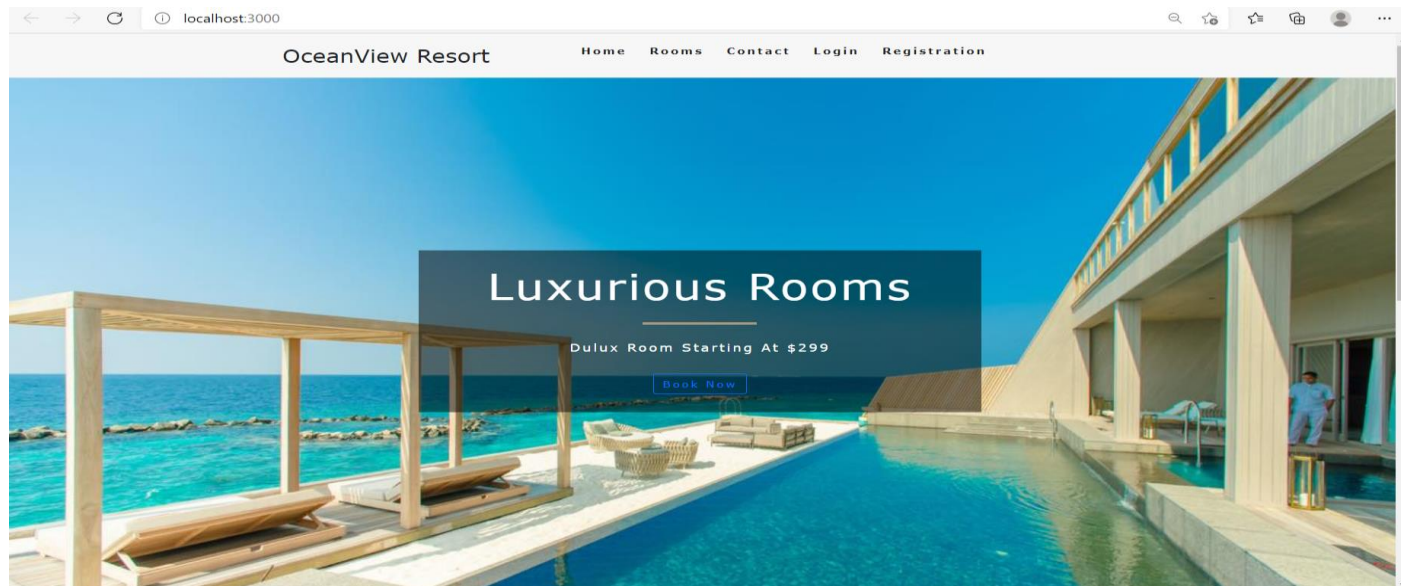 localhost:3000
OceanView Resort Home Rooms Contact Login Registration
Luxurious Rooms
Dulux Room Starting At $299
Book Now